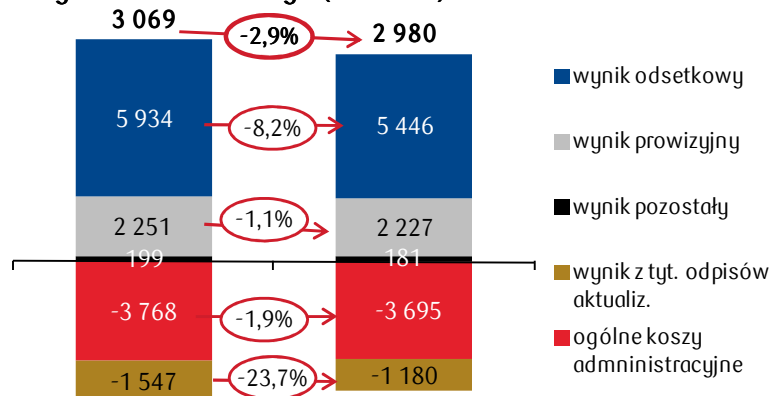 3 069
-2,9%
2 980
5 934
-8,2%
5 446
2 251
-1,1%
2 227
199
181
-3 768
-1,9%
-3 695
-1 547
-23,7%
-1 180
wynik odsetkowy
wynik prowizyjny
wynik pozostały
wynik z tyt. odpisów
aktualiz.
ogólne koszy
admninistracyjne